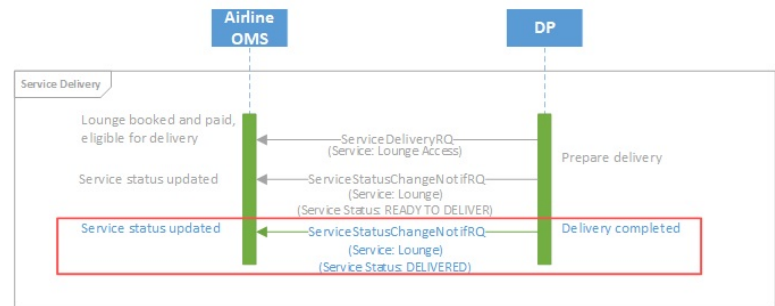 Airline
OMS
DP
Service Delivery
Lounge booked and paid,
eligible for delivery
ServiceDeliveryRQ
(Service: Lounge Access)
Prepare delivery
Service status updated
ServiceStatusChangeNotifRQ
(Service: Lounge)
(Service Status: READY TO DELIVER)
Service status updated
ServiceStatusChangeNotifRQ
Delivery completed
(Service: Lounge)
(Service Status: DELIVERED)